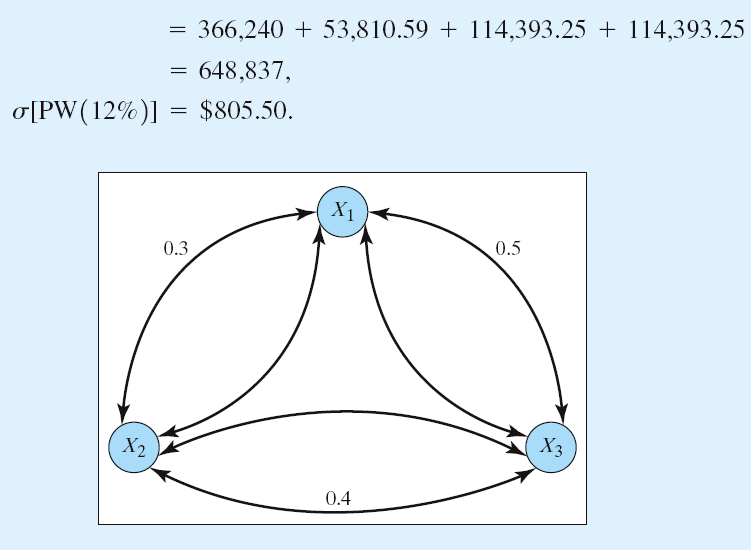 = 366,240 + 53,810.59 + 114,393.25 + 114,393.25
= 648,837,
σ[PW(12%)] = $805.50.
X₁
0.3
0.5
X₂
X₃
0.4